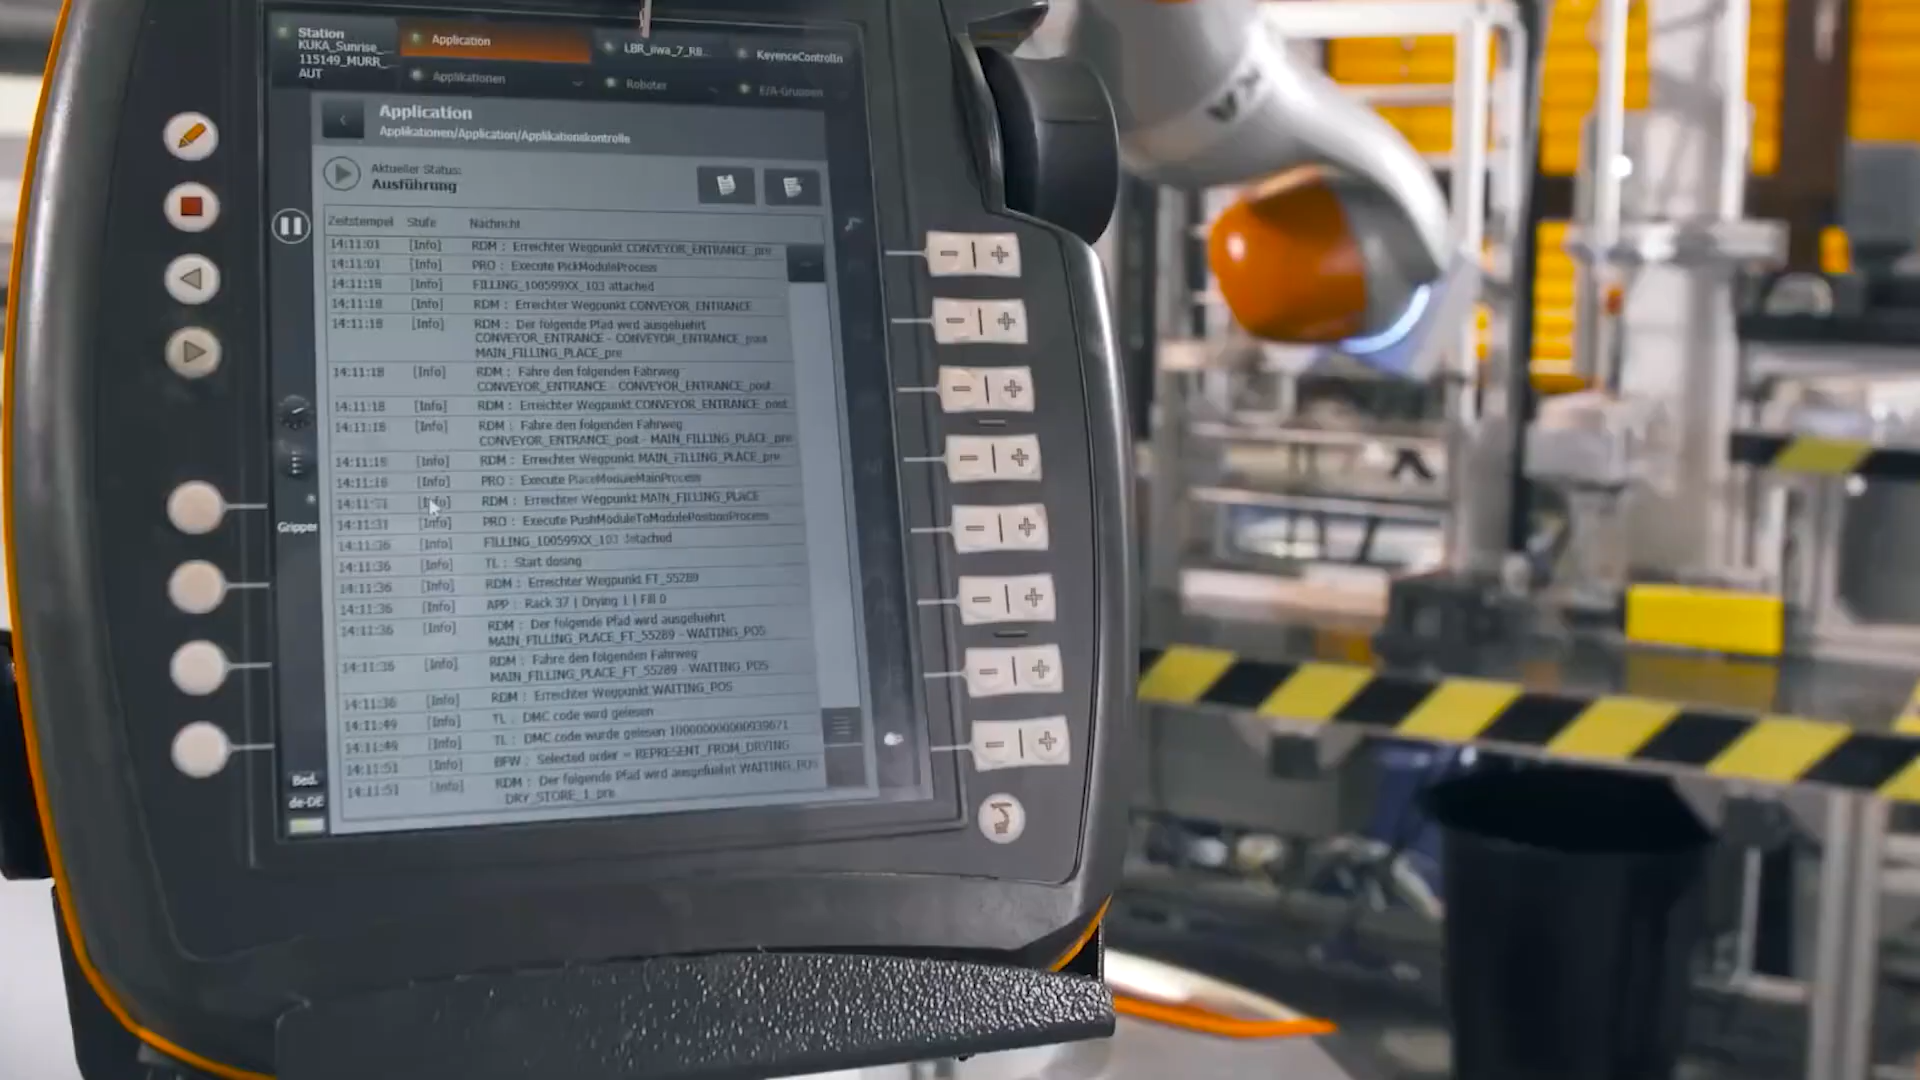 Station
KUKA_Sunrise_
115149_MURR_
AUT
Application
Applikationen
LBR_iiwa_7_R8...
Roboter
KeyenceControlIn
E/A-Gruppen
Application
Applikationen/Application/Applikationskontrolle
Aktueller Status:
Ausführung
Zeitstempel Stufe Nachricht
14:11:01 [Info] RDM : Erreichter Wegpunkt CONVEYOR_ENTRANCE_pre
14:11:01 [Info] PRO : Execute PickModuleProcess
14:11:18 [Info] FILLING_100599XX_103 attached
14:11:18 [Info] RDM : Erreichter Wegpunkt CONVEYOR_ENTRANCE
14:11:18 [Info] RDM : Der folgende Pfad wird ausgefuehrt
CONVEYOR_ENTRANCE - CONVEYOR_ENTRANCE_post
MAIN_FILLING_PLACE_pre
14:11:18 [Info] RDM : Fahre den folgenden Fahrweg
CONVEYOR_ENTRANCE - CONVEYOR_ENTRANCE_post
14:11:18 [Info] RDM : Erreichter Wegpunkt CONVEYOR_ENTRANCE_post
14:11:18 [Info] RDM : Fahre den folgenden Fahrweg
CONVEYOR_ENTRANCE_post - MAIN_FILLING_PLACE_pre
14:11:18 [Info] RDM : Erreichter Wegpunkt MAIN_FILLING_PLACE_pre
14:11:18 [Info] PRO : Execute PlaceModuleMainProcess
[Info] RDM : Erreichter Wegpunkt MAIN_FILLING_PLACE
14:11:31 [Info] PRO : Execute PushModuleToModulePositionProcess
14:11:36 [Info] FILLING_100599XX_103 detached
14:11:36 [Info] TL : Start dosing
14:11:36 [Info] RDM : Erreichter Wegpunkt FT_55289
14:11:36 [Info] APP : Rack 37 | Drying 1 | Fill 0
14:11:36 [Info] RDM : Der folgende Pfad wird ausgefuehrt
MAIN_FILLING_PLACE_FT_55289 - WAITING_POS
14:11:36 [Info] RDM : Fahre den folgenden Fahrweg
MAIN_FILLING_PLACE_FT_55289 - WAITING_POS
14:11:36 [Info] RDM : Erreichter Wegpunkt WAITING_POS
14:11:49 [Info] TL : DMC code wird gelesen
14:11:49 [Info] TL : DMC code wurde gelesen
14:11:51 [Info] BFW : Selected order = REPRESENT_FROM_DRYING
14:11:51 [Info] RDM : Der folgende Pfad wird ausgefuehrt WAITING_POS
DRY_STORE_1_pre
Gripper
Bed.
de-DE